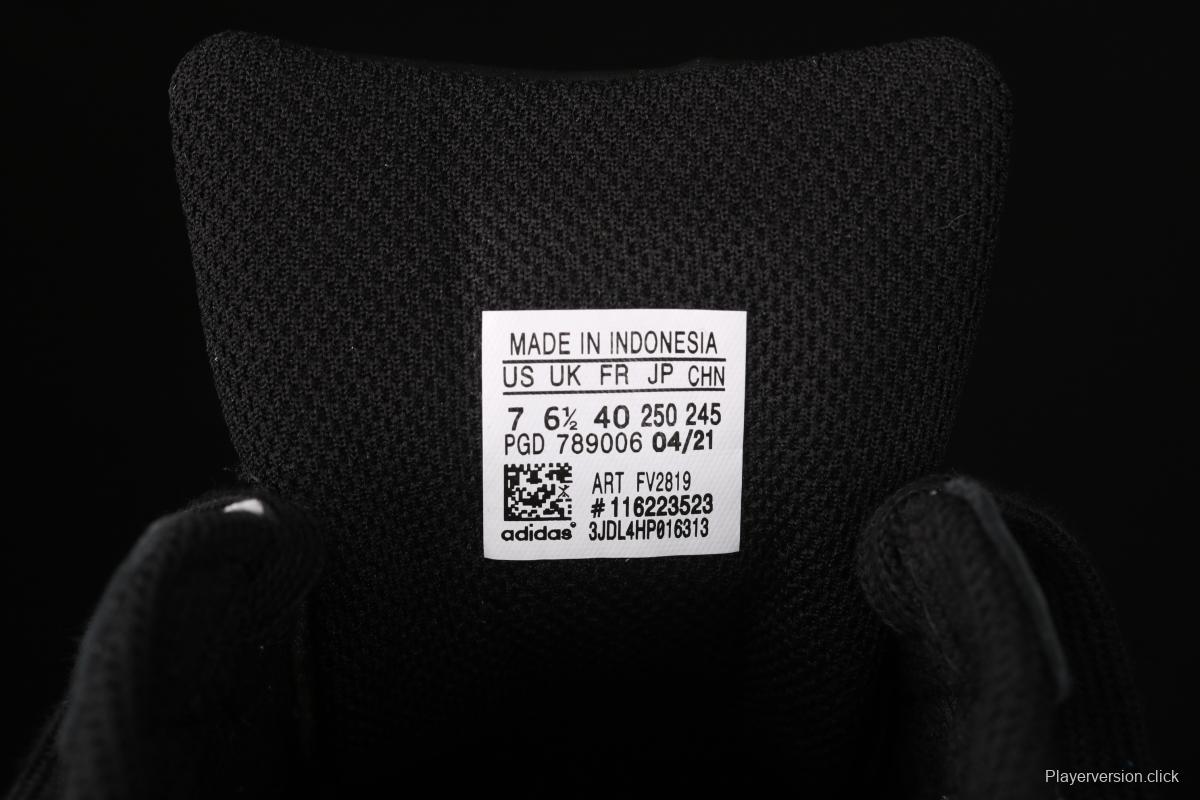 MADE IN INDONESIA
US UK FR JP CHN
7 6½ 40 250 245
PGD 789006 04/21
ART FV2819
#116223523
adidas® 3JDL4HP016313
Playerversion.click